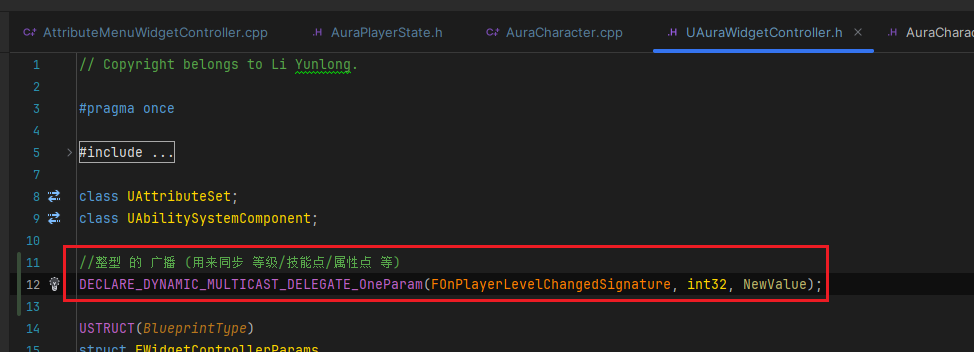 AttributeMenuWidgetController.cpp AuraPlayerState.h AuraCharacter.cpp UAuraWidgetController.h AuraCharac
1 // Copyright belongs to Li Yunlong.
2
3 #pragma once
4
5 #include ...
7
8 class UAttributeSet;
9 class UAbilitySystemComponent;
10
11 //整型 的 广播 (用来同步 等级/技能点/属性点 等)
12 DECLARE_DYNAMIC_MULTICAST_DELEGATE_OneParam(FOnPlayerLevelChangedSignature, int32, NewValue);
13
14 USTRUCT(BlueprintType)
struct FWidgetControllerParams